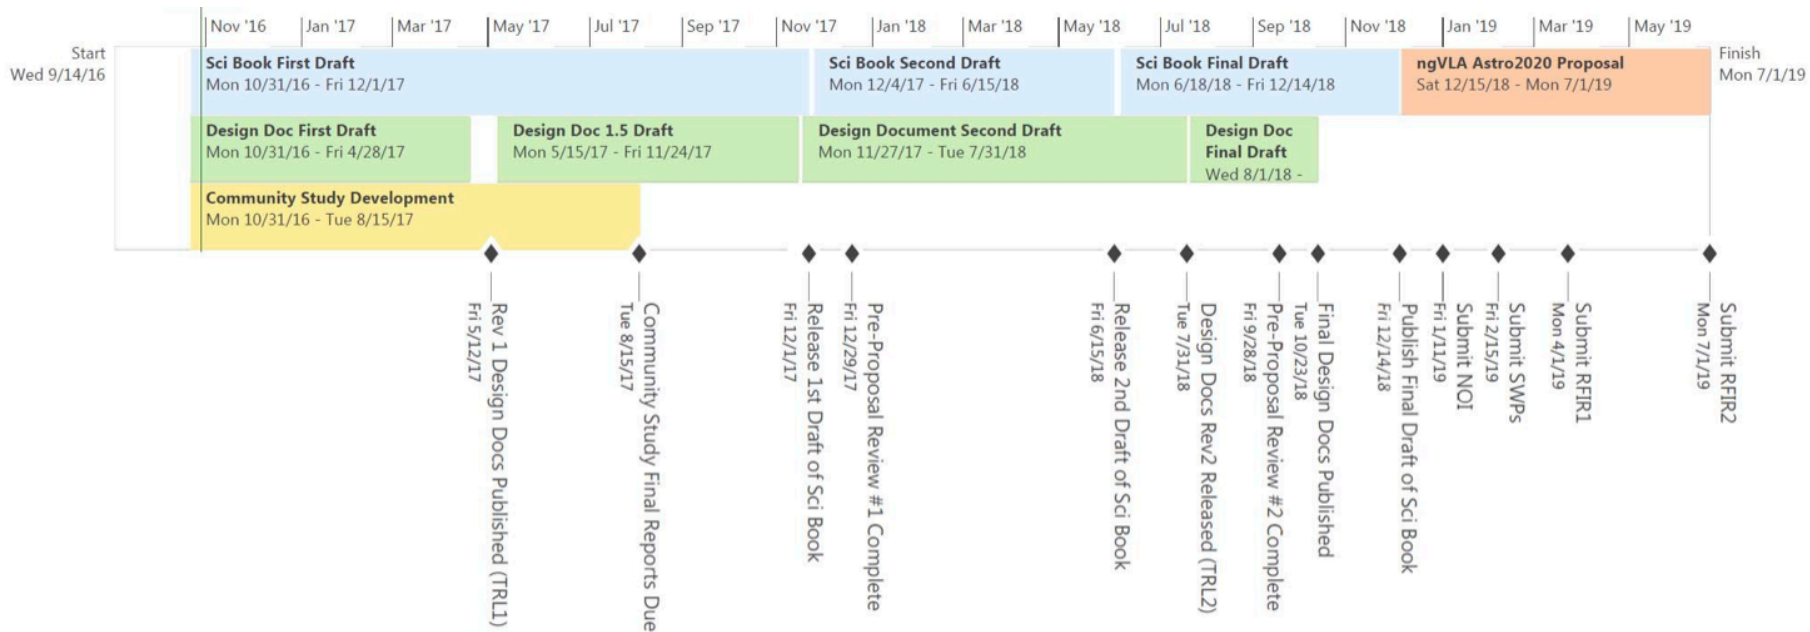 Nov '16
Jan '17
Mar '17
May '17
Jul '17
Sep '17
Nov '17
Jan '18
Mar '18
May '18
Jul '18
Sep '18
Nov '18
Jan '19
Mar '19
May '19
Start
Wed 9/14/16
Finish
Mon 7/1/19
Sci Book First Draft
Mon 10/31/16 - Fri 12/1/17
Sci Book Second Draft
Mon 12/4/17 - Fri 6/15/18
Sci Book Final Draft
Mon 6/18/18 - Fri 12/14/18
ngVLA Astro2020 Proposal
Sat 12/15/18 - Mon 7/1/19
Design Doc First Draft
Mon 10/31/16 - Fri 4/28/17
Design Doc 1.5 Draft
Mon 5/15/17 - Fri 11/24/17
Design Document Second Draft
Mon 11/27/17 - Tue 7/31/18
Design Doc
Final Draft
Wed 8/1/18 -
Community Study Development
Mon 10/31/16 - Tue 8/15/17
Rev 1 Design Docs Published (TRL1)
Fri 5/12/17
Community Study Final Reports Due
Tue 8/15/17
Release 1st Draft of Sci Book
Fri 12/1/17
Pre-Proposal Review #1 Complete
Fri 12/29/17
Release 2nd Draft of Sci Book
Fri 6/15/18
Design Docs Rev2 Released (TRL2)
Tue 7/31/18
Pre-Proposal Review #2 Complete
Fri 9/28/18
Final Design Docs Published
Tue 10/23/18
Publish Final Draft of Sci Book
Fri 12/14/18
Submit NOI
Fri 1/11/19
Submit SWPs
Fri 2/15/19
Submit RFIR1
Mon 4/1/19
Submit RFIR2
Mon 7/1/19